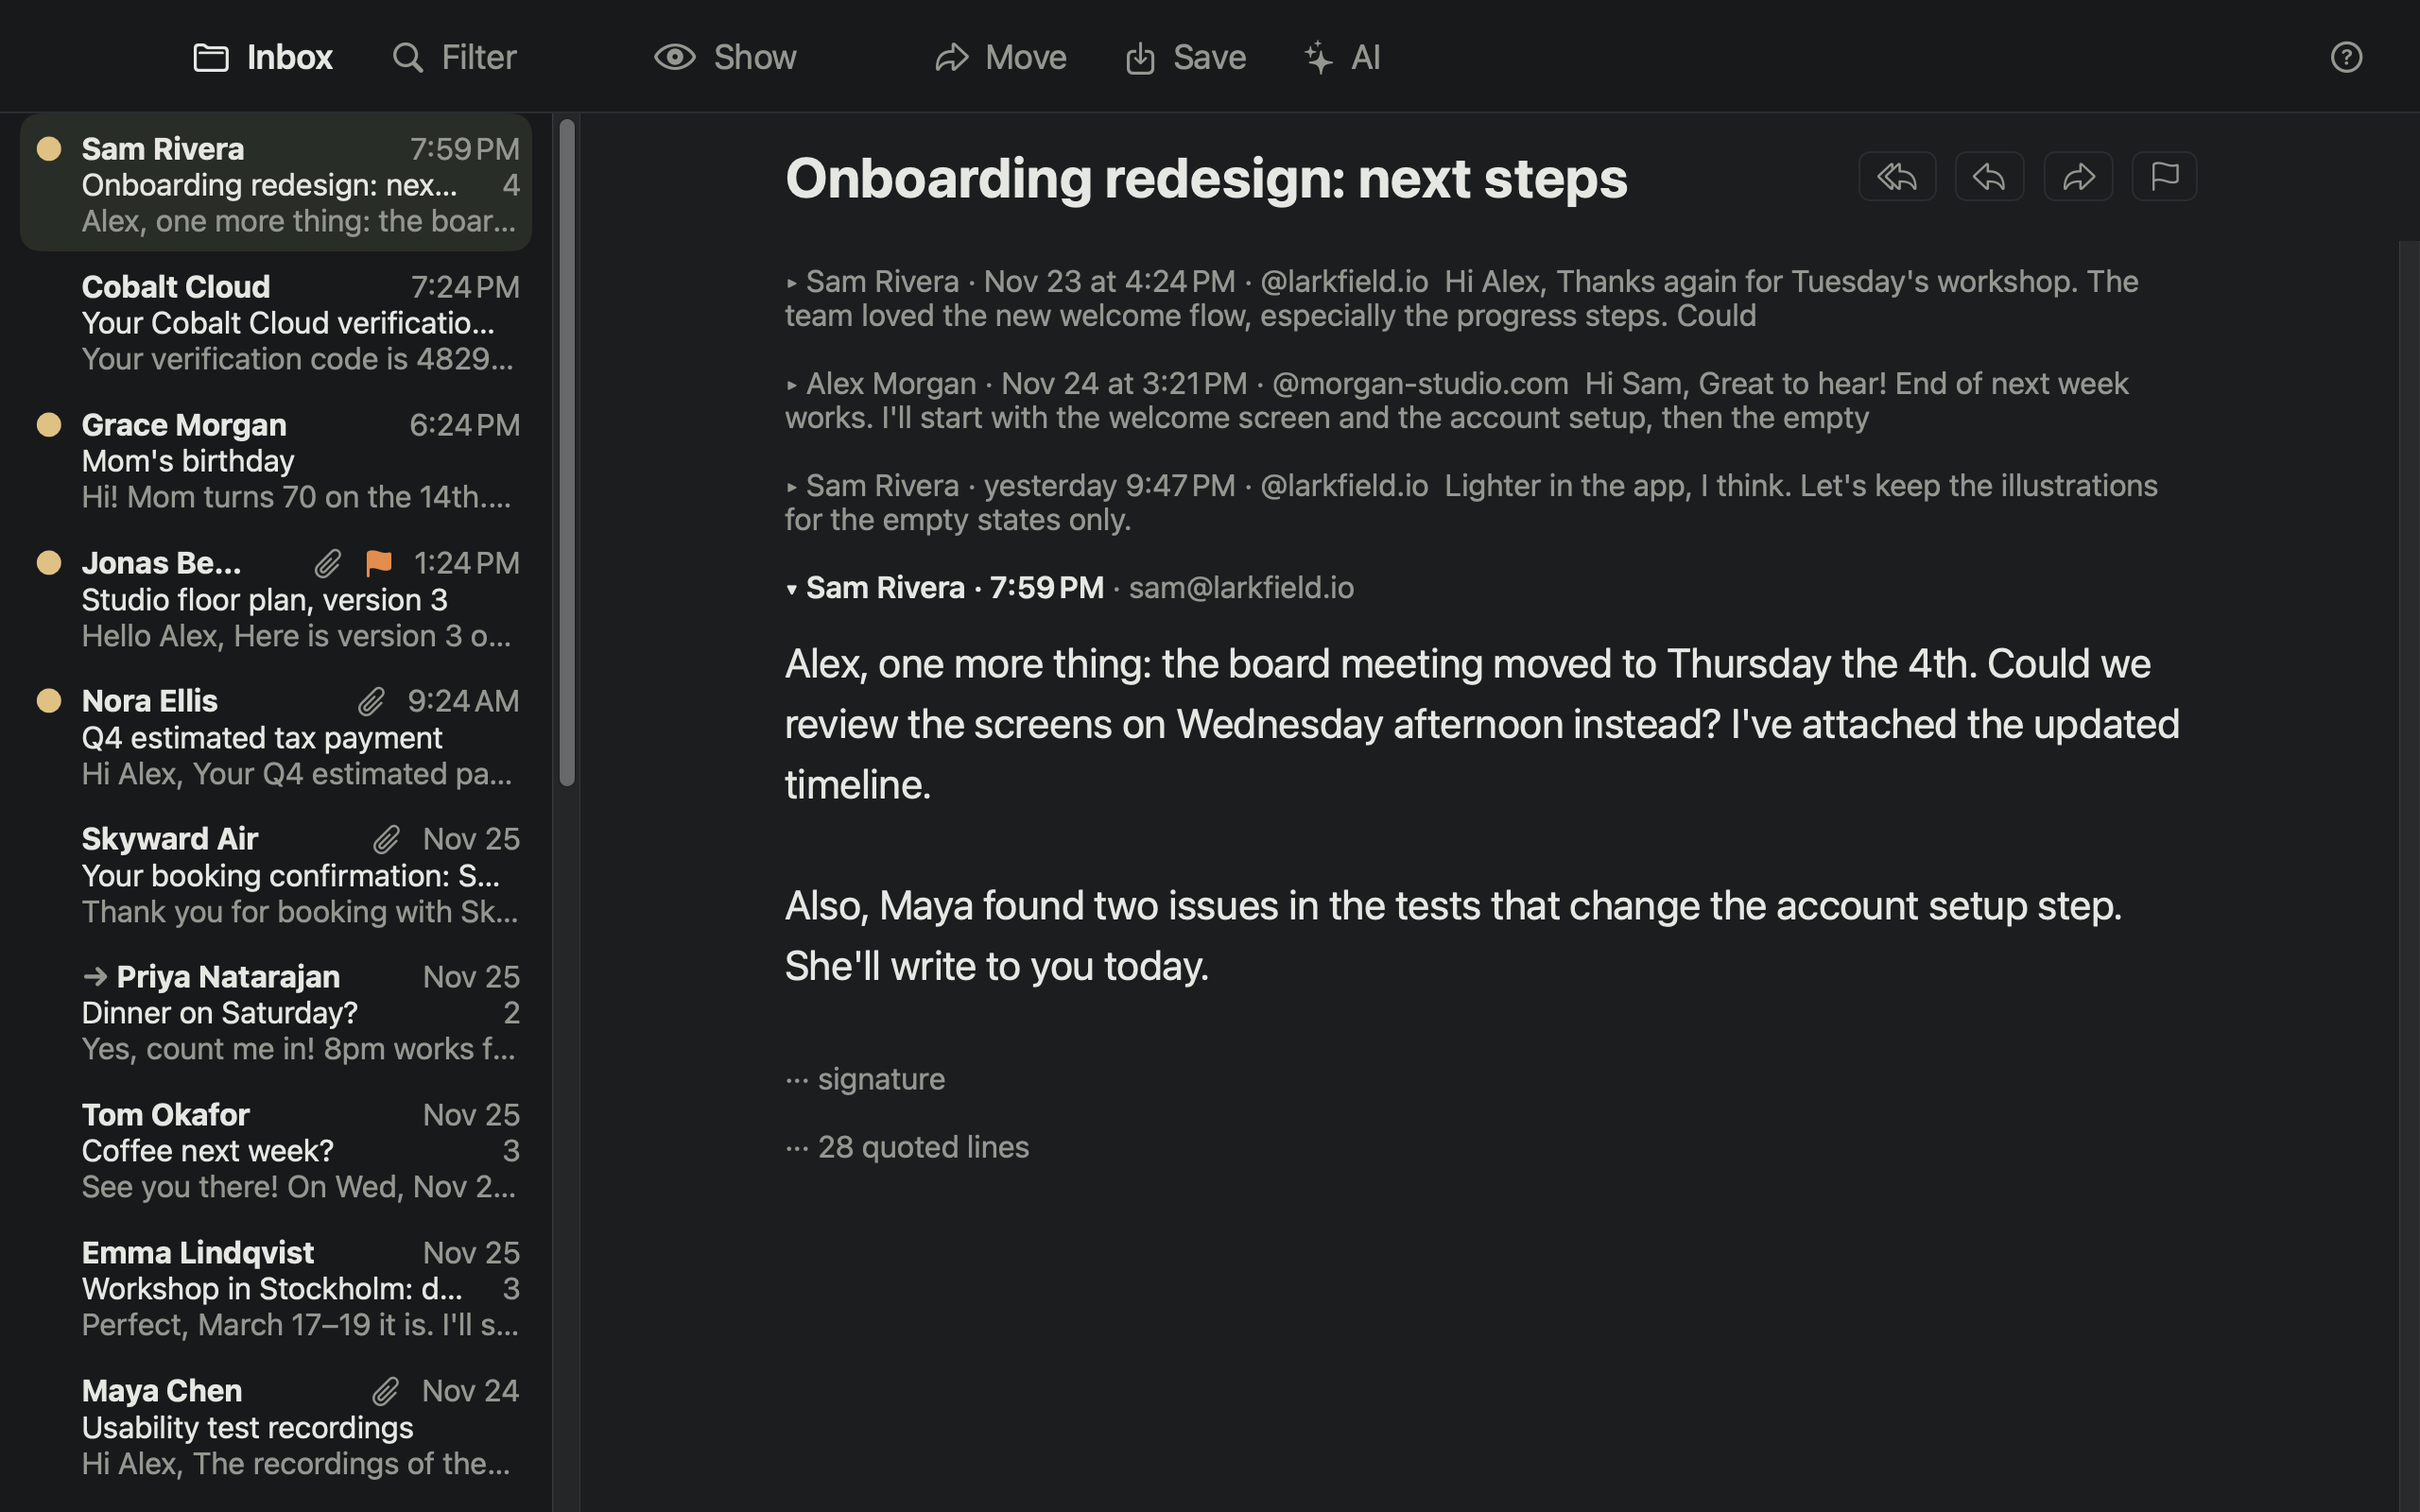 Inbox
Filter
Show
Move
Save
AI
Sam Rivera 7:59 PM
Onboarding redesign: nex... 4
Alex, one more thing: the boar...
Cobalt Cloud 7:24 PM
Your Cobalt Cloud verificatio...
Your verification code is 4829...
Grace Morgan 6:24 PM
Mom's birthday
Hi! Mom turns 70 on the 14th....
Jonas Be... 1:24 PM
Studio floor plan, version 3
Hello Alex, Here is version 3 o...
Nora Ellis 9:24 AM
Q4 estimated tax payment
Hi Alex, Your Q4 estimated pa...
Skyward Air Nov 25
Your booking confirmation: S...
Thank you for booking with Sk...
→ Priya Natarajan Nov 25
Dinner on Saturday? 2
Yes, count me in! 8pm works f...
Tom Okafor Nov 25
Coffee next week? 3
See you there! On Wed, Nov 2...
Emma Lindqvist Nov 25
Workshop in Stockholm: d... 3
Perfect, March 17–19 it is. I'll s...
Maya Chen Nov 24
Usability test recordings
Hi Alex, The recordings of the...
Onboarding redesign: next steps
▸ Sam Rivera · Nov 23 at 4:24 PM · @larkfield.io Hi Alex, Thanks again for Tuesday's workshop. The
team loved the new welcome flow, especially the progress steps. Could
▸ Alex Morgan · Nov 24 at 3:21 PM · @morgan-studio.com Hi Sam, Great to hear! End of next week
works. I'll start with the welcome screen and the account setup, then the empty
▸ Sam Rivera · yesterday 9:47 PM · @larkfield.io Lighter in the app, I think. Let's keep the illustrations
for the empty states only.
▾ Sam Rivera · 7:59 PM · sam@larkfield.io
Alex, one more thing: the board meeting moved to Thursday the 4th. Could we
review the screens on Wednesday afternoon instead? I've attached the updated
timeline.
Also, Maya found two issues in the tests that change the account setup step.
She'll write to you today.
··· signature
··· 28 quoted lines